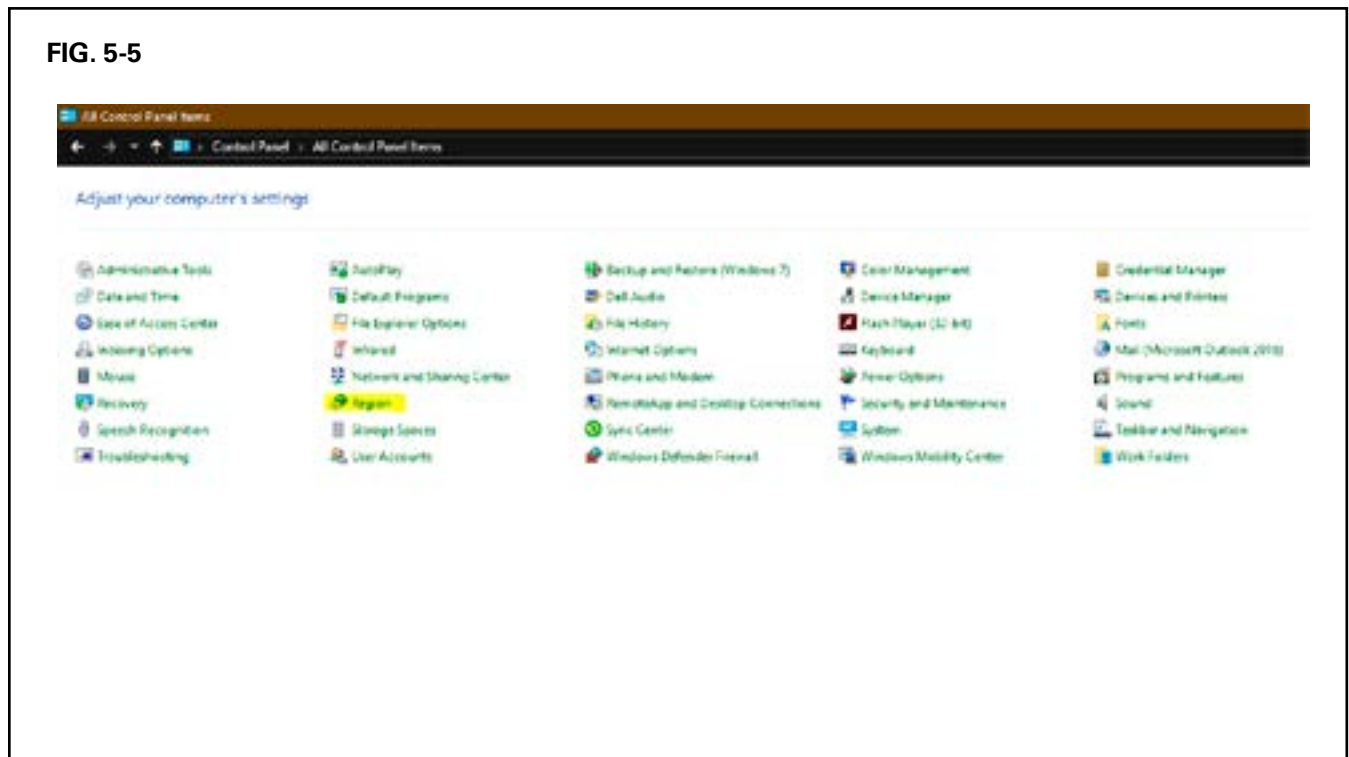 FIG. 5-5
All Control Panel Items
Control Panel › All Control Panel Items
Adjust your computer's settings
Administrative Tools AutoPlay Backup and Restore (Windows 7) Color Management Credential Manager
Date and Time Default Programs Dell Audio Device Manager Devices and Printers
Ease of Access Center File Explorer Options File History Flash Player (32-bit) Fonts
Indexing Options Infrared Internet Options Keyboard Mail (Microsoft Outlook 2016)
Mouse Network and Sharing Center Phone and Modem Power Options Programs and Features
Recovery Region RemoteApp and Desktop Connections Security and Maintenance Sound
Speech Recognition Storage Spaces Sync Center System Taskbar and Navigation
Troubleshooting User Accounts Windows Defender Firewall Windows Mobility Center Work Folders